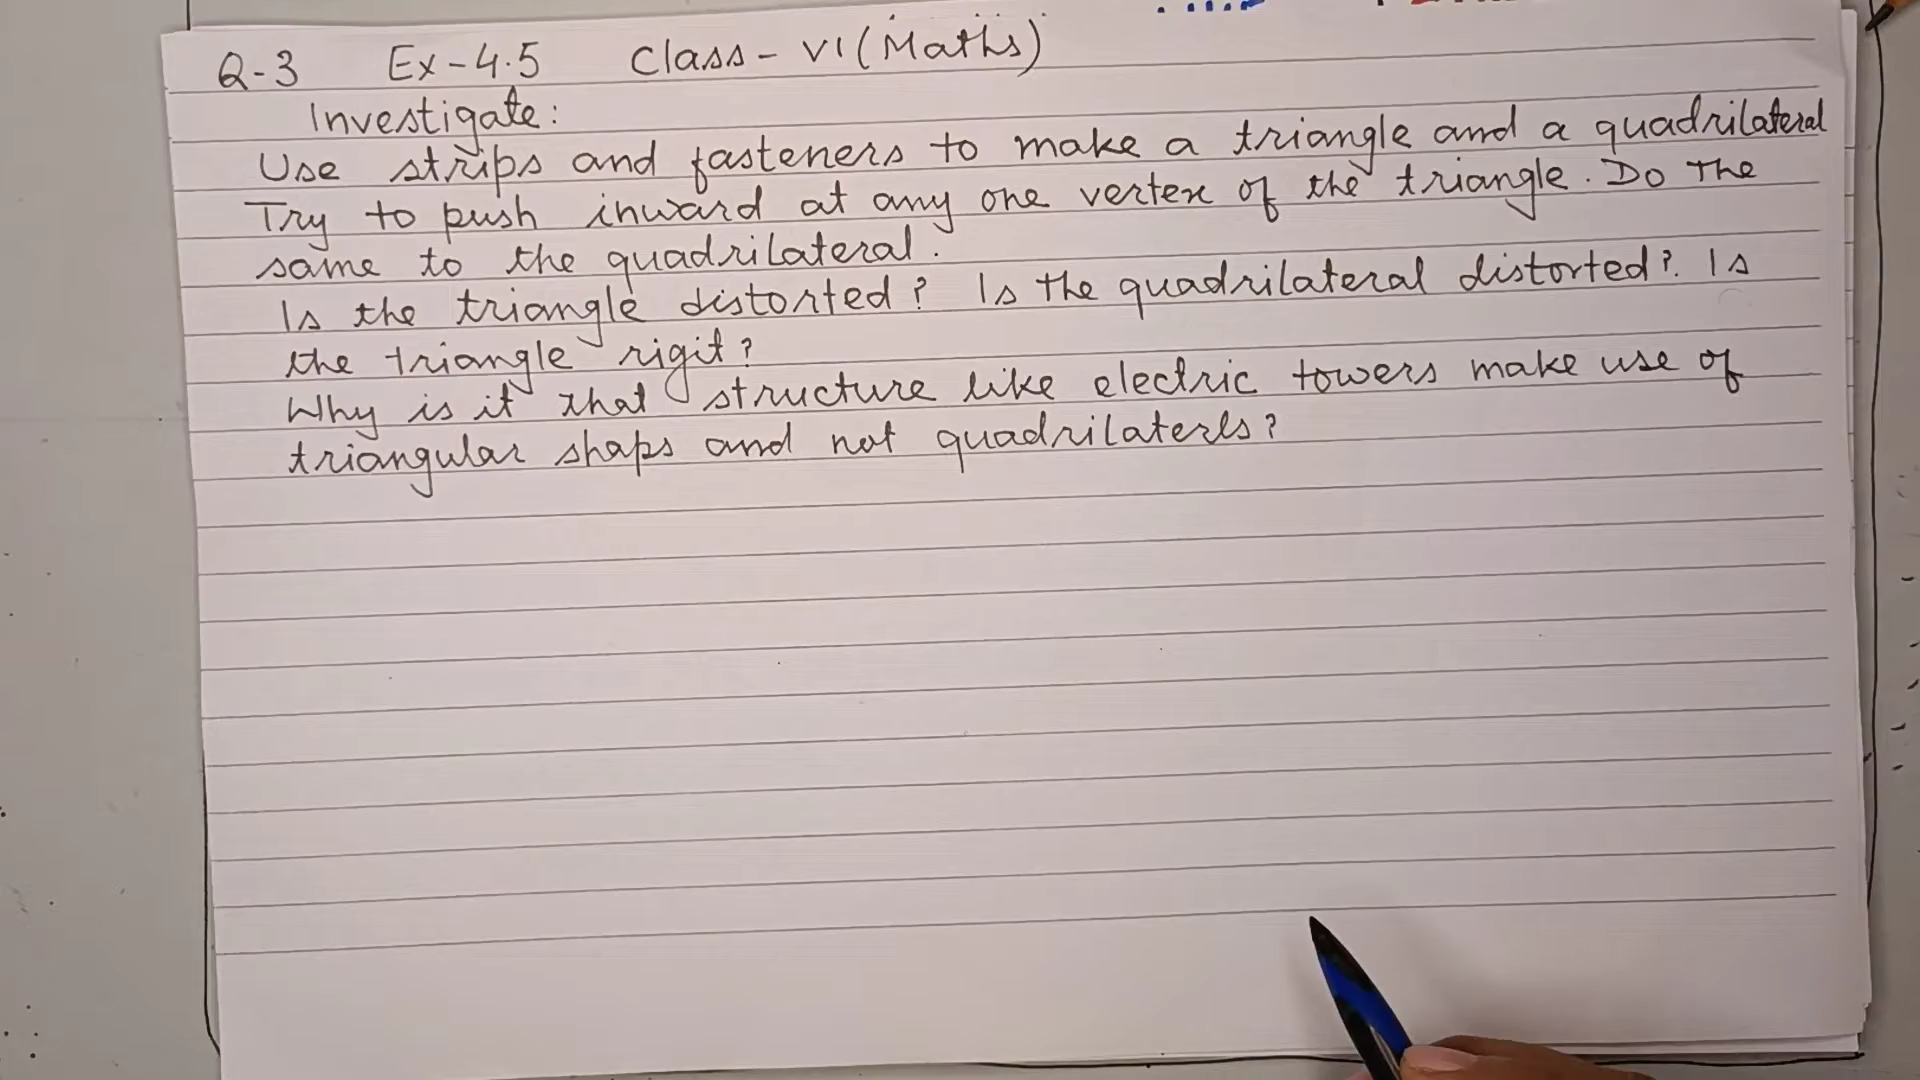 Q-3 Ex-4.5 Class-VI (Maths)
Investigate:
Use strips and fasteners to make a triangle and a quadrilateral
Try to push inward at any one vertex of the triangle. Do The
same to the quadrilateral.
Is the triangle distorted? Is the quadrilateral distorted? Is
the triangle rigit?
Why is it that structure like electric towers make use of
triangular shaps and not quadrilaterls?